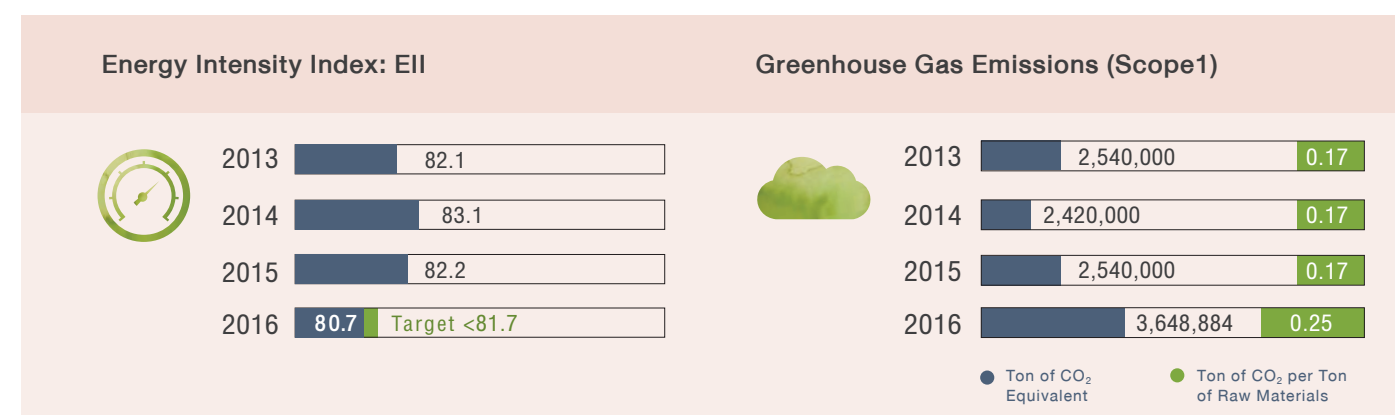 Energy Intensity Index: EII
2013 82.1
2014 83.1
2015 82.2
2016 80.7 Target <81.7
Greenhouse Gas Emissions (Scope1)
2013 2,540,000 0.17
2014 2,420,000 0.17
2015 2,540,000 0.17
2016 3,648,884 0.25
Ton of CO₂
Equivalent
Ton of CO₂ per Ton
of Raw Materials